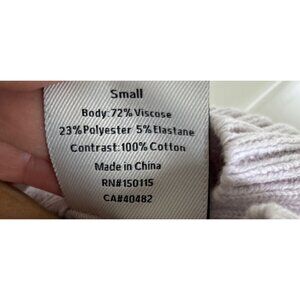 Small
Body:72% Viscose
23%Polyester 5%Elastane
Contrast:100%Cotton
Made in China
RN#150115
CA#40482